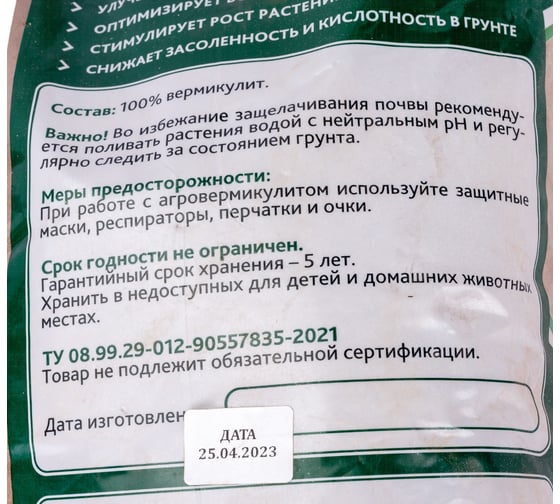 УЛУЧ
ОПТИМИЗИРУЕТ
СТИМУЛИРУЕТ РОСТ РАСТЕНИ
СНИЖАЕТ ЗАСОЛЕННОСТЬ И КИСЛОТНОСТЬ В ГРУНТЕ
Состав: 100% вермикулит.
Важно! Во избежание защелачивания почвы рекоменду-
ется поливать растения водой с нейтральным pH и регу-
лярно следить за состоянием грунта.
Меры предосторожности:
При работе с агровермикулитом используйте защитные
маски, респираторы, перчатки и очки.
Срок годности не ограничен.
Гарантийный срок хранения – 5 лет.
Хранить в недоступных для детей и домашних животных
местах.
ТУ 08.99.29-012-90557835-2021
Товар не подлежит обязательной сертификации.
Дата изготовлен
ДАТА
25.04.2023